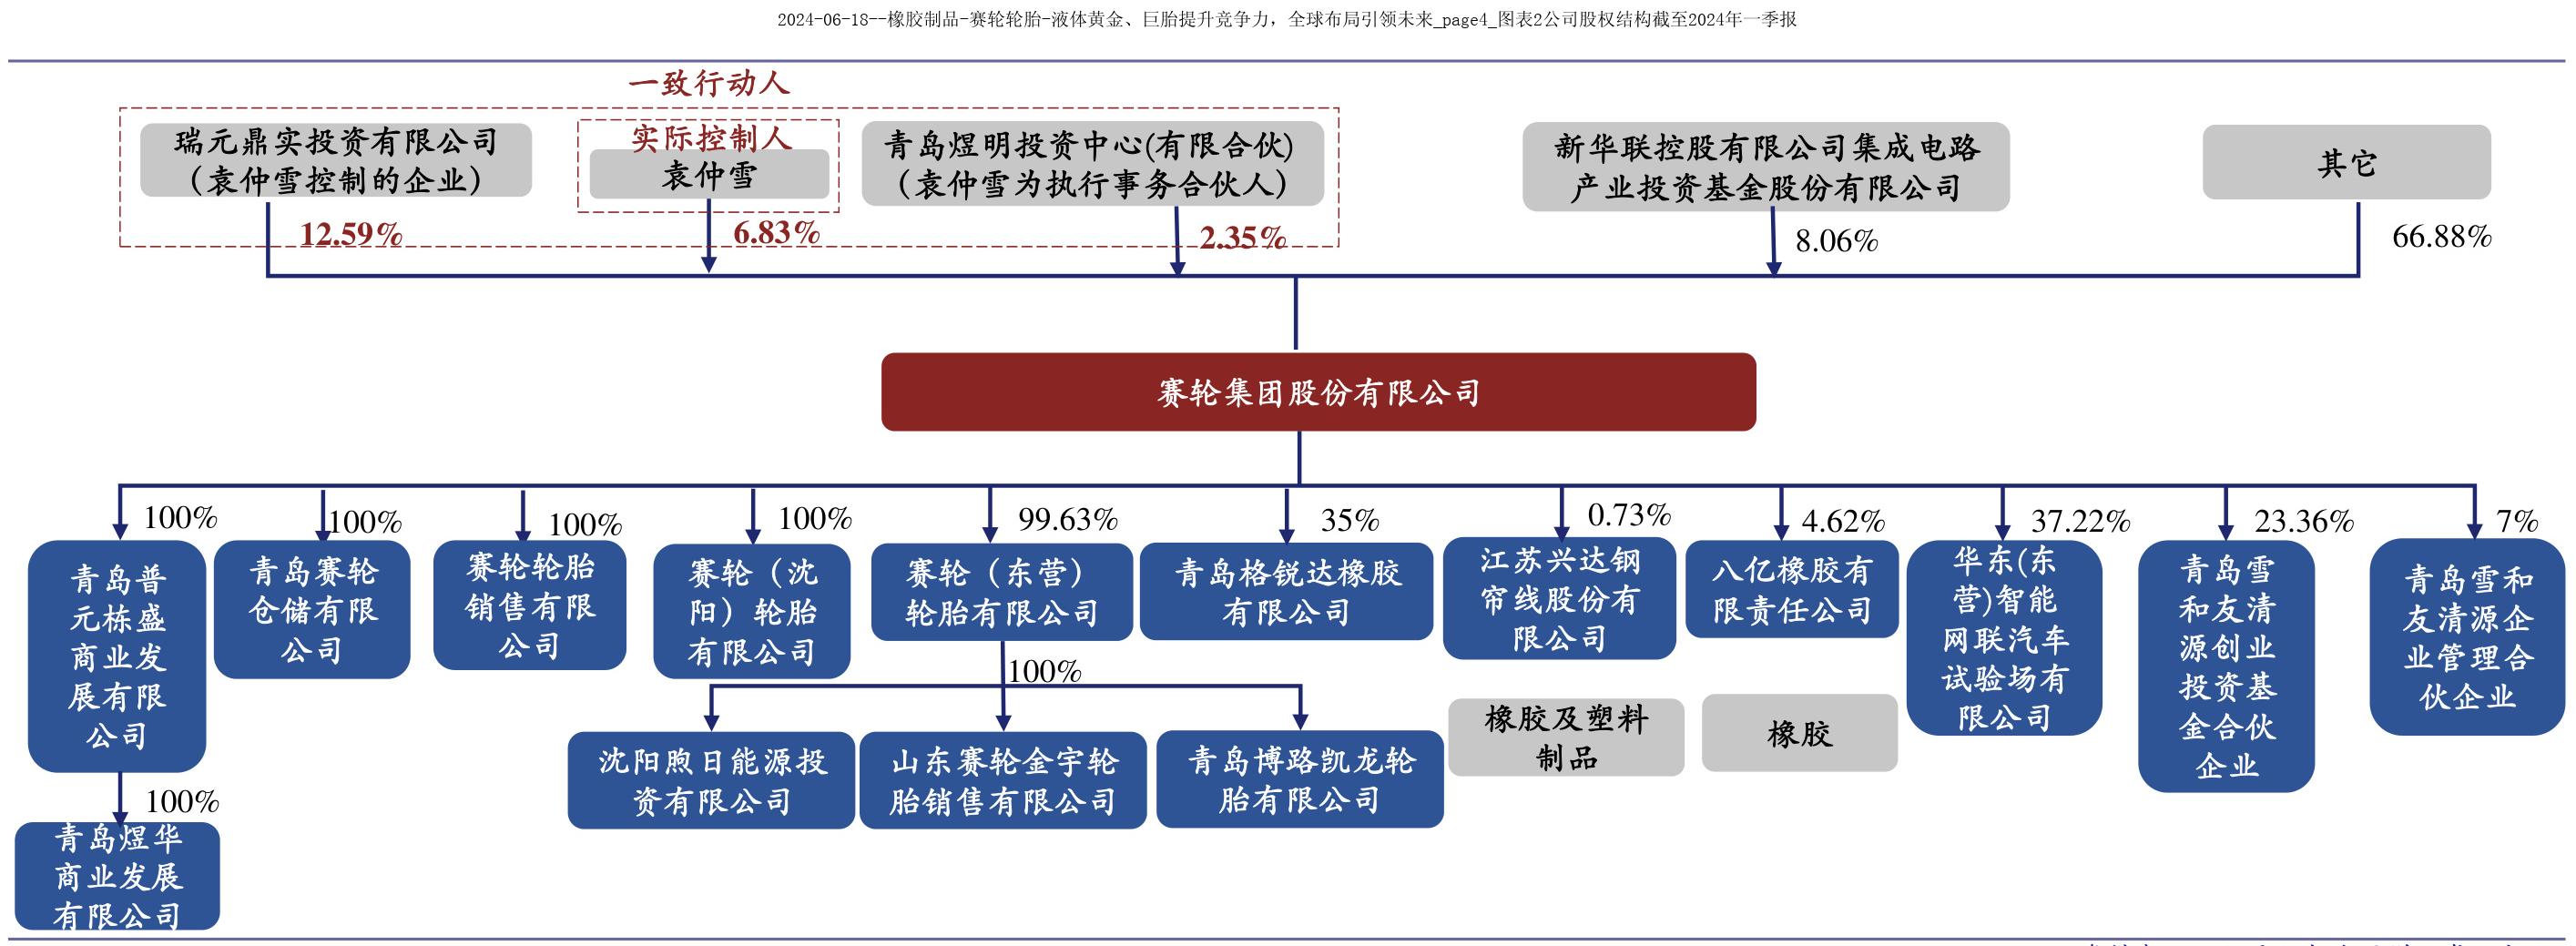 2024-06-18--橡胶制品-赛轮轮胎-液体黄金、巨胎提升竞争力，全球布局引领未来_page4_图表2公司股权结构截至2024年一季报
一致行动人
瑞元鼎实投资有限公司
（袁仲雪控制的企业）
12.59%
实际控制人
袁仲雪
6.83%
青岛煜明投资中心(有限合伙)
（袁仲雪为执行事务合伙人）
2.35%
新华联控股有限公司集成电路
产业投资基金股份有限公司
8.06%
其它
66.88%
赛轮集团股份有限公司
100%
青岛普
元栋盛
商业发
展有限
公司
100%
青岛煜华
商业发展
有限公司
100%
青岛赛轮
仓储有限
公司
100%
赛轮轮胎
销售有限
公司
100%
赛轮（沈
阳）轮胎
有限公司
99.63%
赛轮（东营）
轮胎有限公司
100%
沈阳煦日能源投
资有限公司
山东赛轮金宇轮
胎销售有限公司
青岛博路凯龙轮
胎有限公司
35%
青岛格锐达橡胶
有限公司
0.73%
江苏兴达钢
帘线股份有
限公司
橡胶及塑料
制品
4.62%
八亿橡胶有
限责任公司
橡胶
37.22%
华东(东
营)智能
网联汽车
试验场有
限公司
23.36%
青岛雪
和友清
源创业
投资基
金合伙
企业
7%
青岛雪和
友清源企
业管理合
伙企业